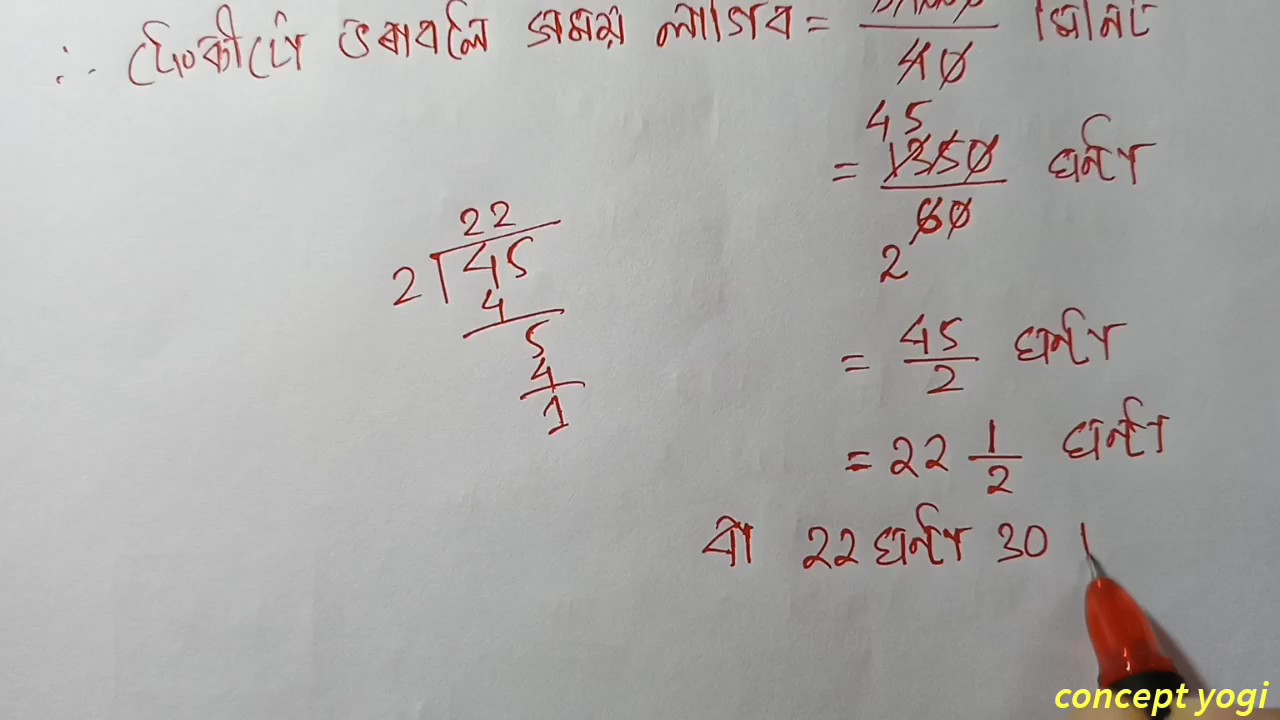 ∴ টেংকীটো ভৰাবলৈ সময় লাগিব = /40 মিনিট
45
= 1350/60 ঘণ্টা
2
22
2 45
4
5
4
1
= 45/2 ঘণ্টা
= 22 1/2 ঘণ্টা
বা 22 ঘণ্টা 30
concept yogi